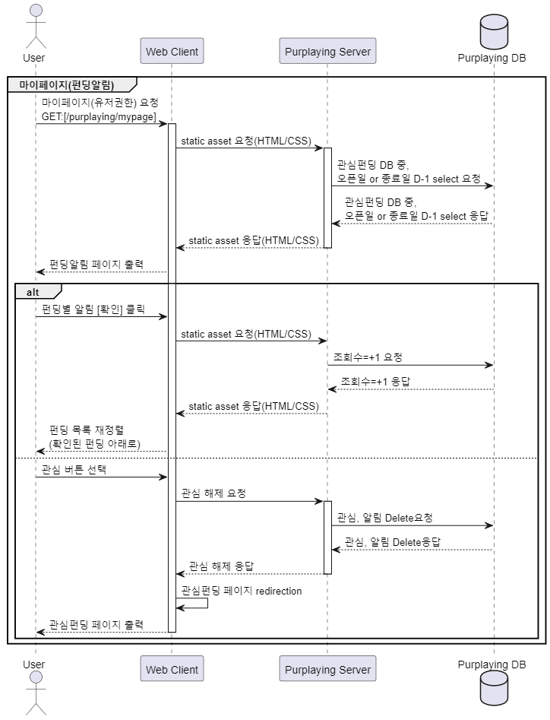 User
Web Client
Purplaying Server
Purplaying DB
마이페이지(펀딩알림)
마이페이지(유저권한) 요청
GET:[/purplaying/mypage]
static asset 요청(HTML/CSS)
관심펀딩 DB 중,
오픈일 or 종료일 D-1 select 요청
관심펀딩 DB 중,
오픈일 or 종료일 D-1 select 응답
static asset 응답(HTML/CSS)
펀딩알림 페이지 출력
alt
펀딩별 알림 [확인] 클릭
static asset 요청(HTML/CSS)
조회수=+1 요청
조회수=+1 응답
static asset 응답(HTML/CSS)
펀딩 목록 재정렬
(확인된 펀딩 아래로)
관심 버튼 선택
관심 해제 요청
관심, 알림 Delete요청
관심, 알림 Delete응답
관심 해제 응답
관심펀딩 페이지 redirection
관심펀딩 페이지 출력
User
Web Client
Purplaying Server
Purplaying DB